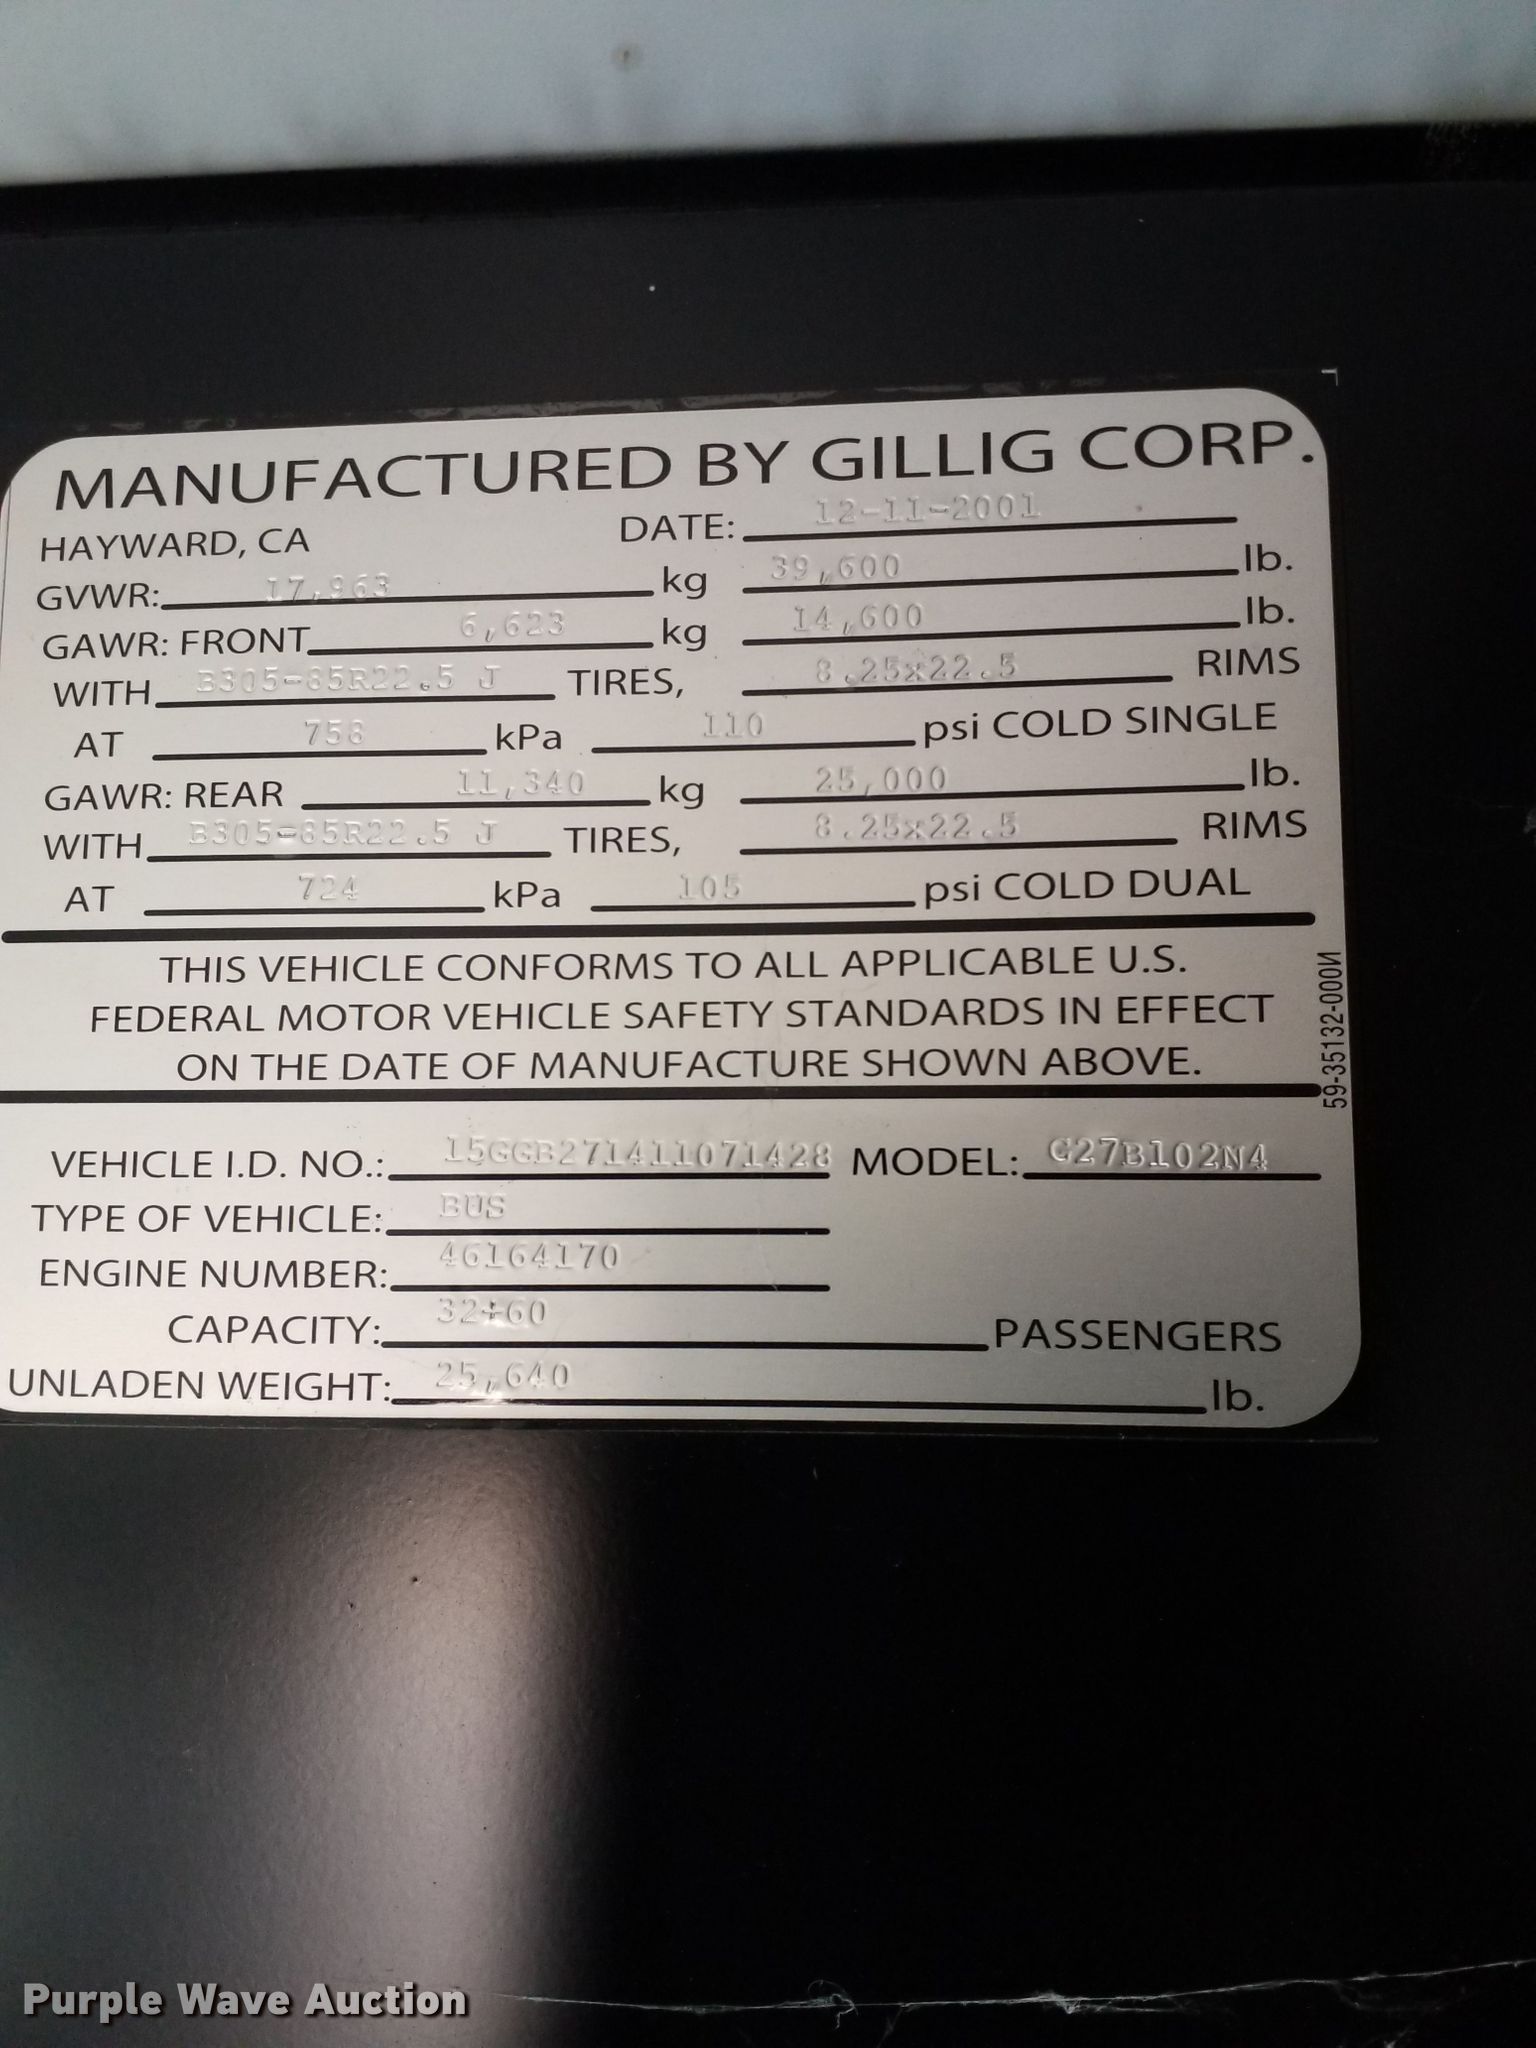 MANUFACTURED BY GILLIG CORP.
HAYWARD, CA DATE: 12-11-2001
GVWR: 17,963 kg 39,600 lb.
GAWR: FRONT 6,623 kg 14,600 lb.
WITH B305-85R22.5 J TIRES, 8.25x22.5 RIMS
AT 758 kPa 110 psi COLD SINGLE
GAWR: REAR 11,340 kg 25,000 lb.
WITH B305-85R22.5 J TIRES, 8.25x22.5 RIMS
AT 724 kPa 105 psi COLD DUAL
THIS VEHICLE CONFORMS TO ALL APPLICABLE U.S.
FEDERAL MOTOR VEHICLE SAFETY STANDARDS IN EFFECT
ON THE DATE OF MANUFACTURE SHOWN ABOVE.
59-35132-000N
VEHICLE I.D. NO.: 15GGB271411071428 MODEL: G27B102N4
TYPE OF VEHICLE: BUS
ENGINE NUMBER: 46164170
CAPACITY: 32+60 PASSENGERS
UNLADEN WEIGHT: 25,640 lb.
Purple Wave Auction